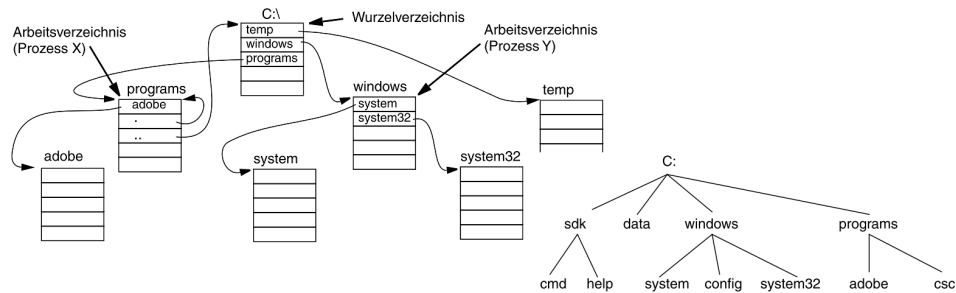 C:\
Wurzelverzeichnis
temp
windows
programs
Arbeitsverzeichnis
(Prozess X)
Arbeitsverzeichnis
(Prozess Y)
programs
adobe
.
..
windows
system
system32
temp
adobe
system
system32
C:
sdk data windows programs
cmd help system config system32 adobe csc